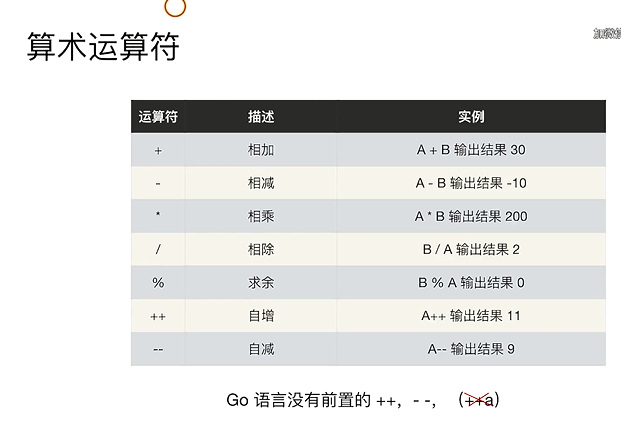 算术运算符
运算符 描述 实例
+ 相加 A + B 输出结果 30
- 相减 A - B 输出结果 -10
* 相乘 A * B 输出结果 200
/ 相除 B / A 输出结果 2
% 求余 B % A 输出结果 0
++ 自增 A++ 输出结果 11
-- 自减 A-- 输出结果 9
Go 语言没有前置的 ++，- -，（++a）